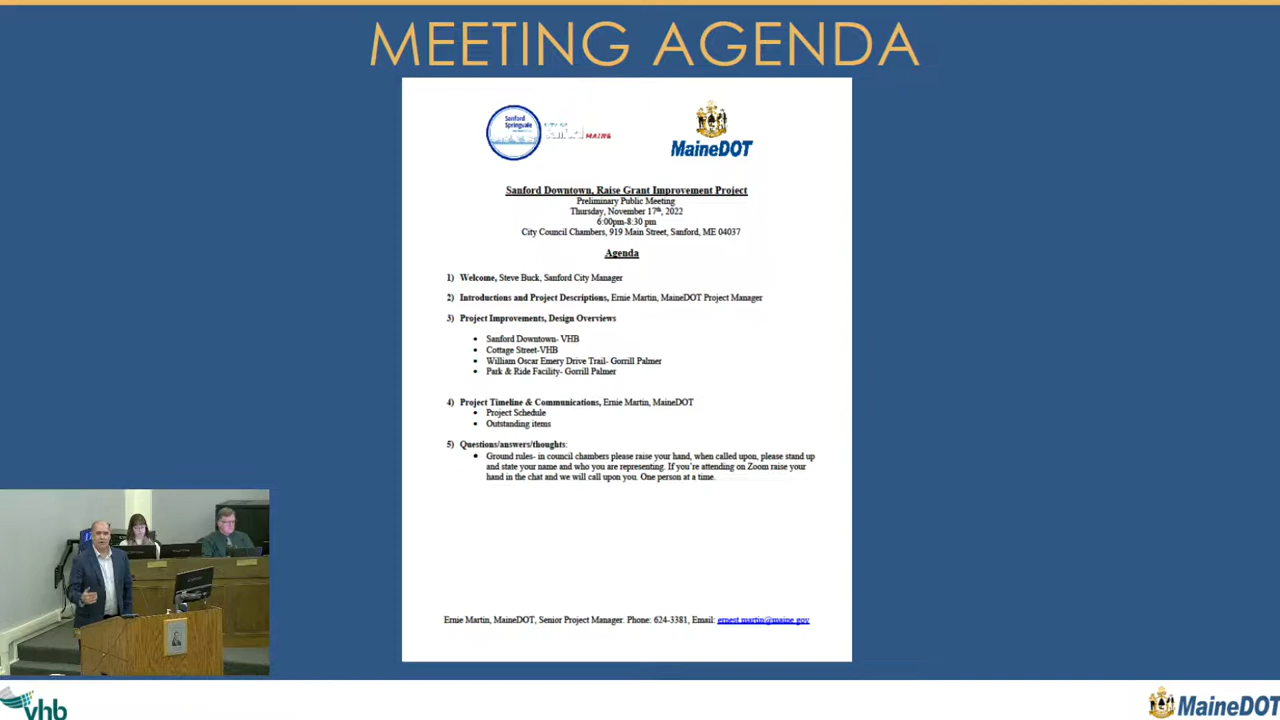 MEETING AGENDA
Sanford
Springvale
MAINE
MaineDOT
Sanford Downtown, Raise Grant Improvement Project
Preliminary Public Meeting
Thursday, November 17th, 2022
6:00pm-8:30 pm
City Council Chambers, 919 Main Street, Sanford, ME 04037
Agenda
1) Welcome, Steve Buck, Sanford City Manager
2) Introductions and Project Descriptions, Ernie Martin, MaineDOT Project Manager
3) Project Improvements, Design Overviews
• Sanford Downtown- VHB
• Cottage Street-VHB
• William Oscar Emery Drive Trail- Gorrill Palmer
• Park & Ride Facility- Gorrill Palmer
4) Project Timeline & Communications, Ernie Martin, MaineDOT
• Project Schedule
• Outstanding items
5) Questions/answers/thoughts:
• Ground rules- in council chambers please raise your hand, when called upon, please stand up
and state your name and who you are representing. If you're attending on Zoom raise your
hand in the chat and we will call upon you. One person at a time.
Ernie Martin, MaineDOT, Senior Project Manager. Phone: 624-3381, Email: ernest.martin@maine.gov
vhb
MaineDOT